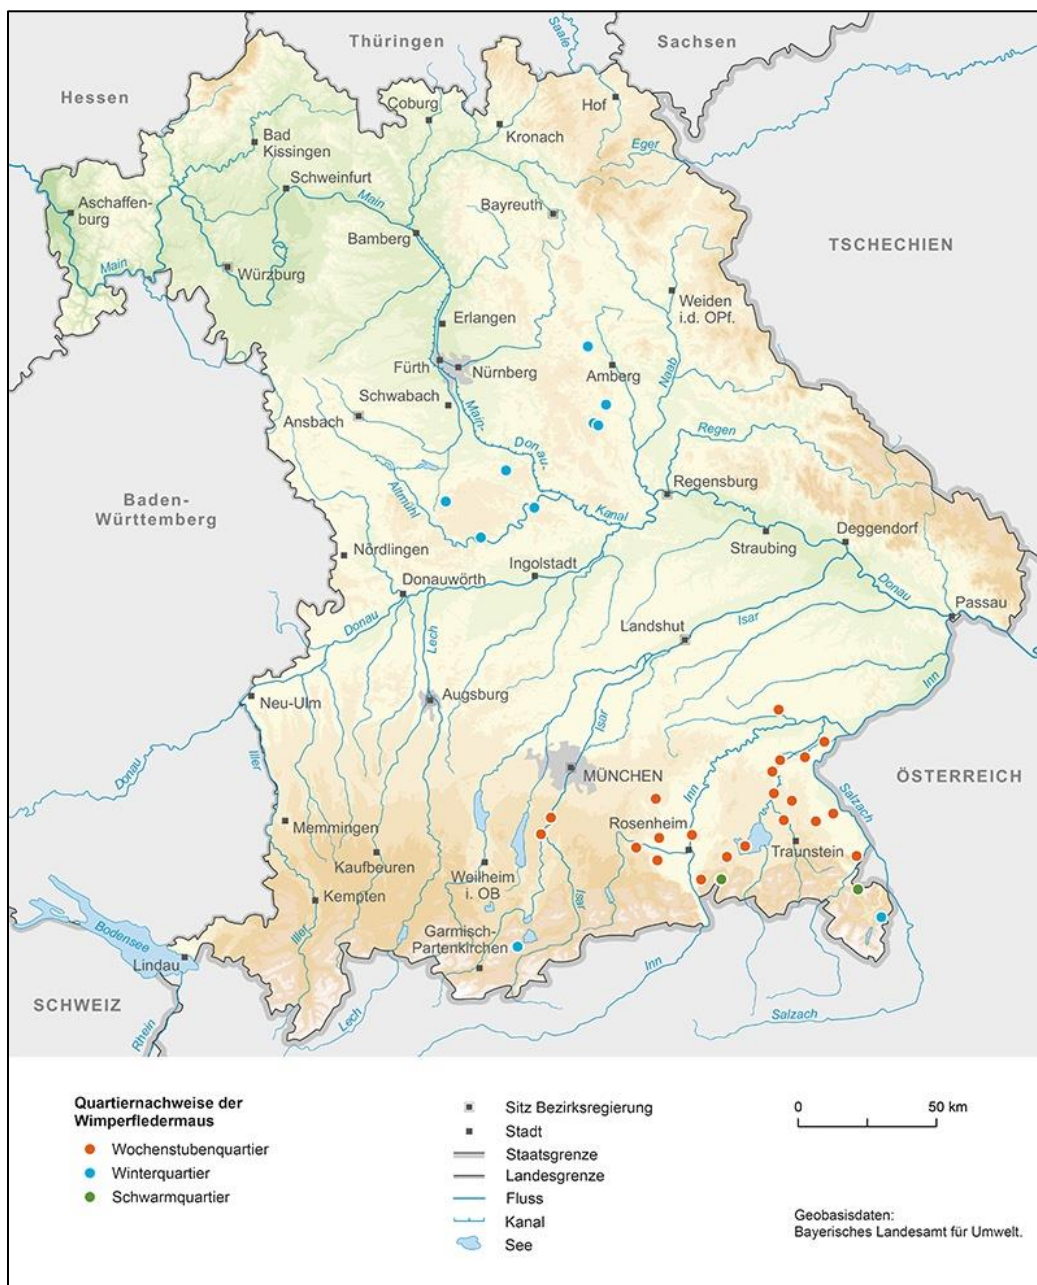 Thüringen
Sachsen
Saale
Hessen
Hof
Coburg
Kronach
Bad
Kissingen
Eger
Schweinfurt
Main
Aschaffen-
burg
Bayreuth
Bamberg
TSCHECHIEN
Main
Würzburg
Weiden
i.d. OPf.
Erlangen
Fürth
Nürnberg
Amberg
Naab
Schwabach
Ansbach
Main-
Donau-
Regen
Altmühl
Regensburg
Baden-
Württemberg
Kanal
Deggendorf
Straubing
Nördlingen
Ingolstadt
Donauwörth
Donau
Passau
Donau
Lech
Landshut
Isar
Inn
Neu-Ulm
Augsburg
Isar
Donau
Iller
MÜNCHEN
Inn
ÖSTERREICH
Salzach
Memmingen
Rosenheim
Traunstein
Kaufbeuren
Weilheim
i. OB
Kempten
Isar
Iller
Garmisch-
Partenkirchen
Bodensee
Lindau
Inn
SCHWEIZ
Rhein
Lech
Salzach
Quartiernachweise der
Wimperfledermaus
Wochenstubenquartier
Winterquartier
Schwarmquartier
Sitz Bezirksregierung
Stadt
Staatsgrenze
Landesgrenze
Fluss
Kanal
See
0 50 km
Geobasisdaten:
Bayerisches Landesamt für Umwelt.